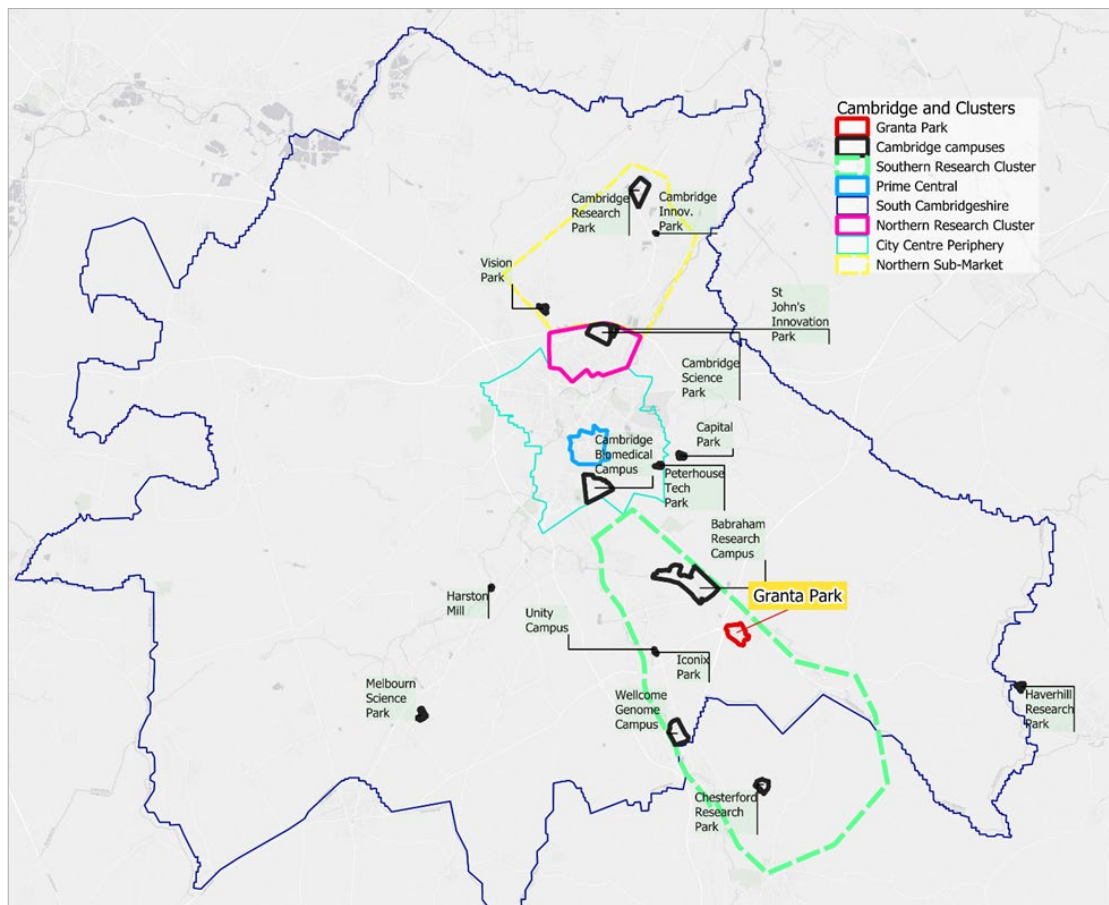 Cambridge and Clusters
Granta Park
Cambridge campuses
Southern Research Cluster
Prime Central
South Cambridgeshire
Northern Research Cluster
City Centre Periphery
Northern Sub-Market
Cambridge
Research
Park
Cambridge
Innov.
Park
Vision
Park
St
John's
Innovation
Park
Cambridge
Science
Park
Capital
Park
Cambridge
Biomedical
Campus
Peterhouse
Tech
Park
Babraham
Research
Campus
Granta Park
Harston
Mill
Unity
Campus
Iconix
Park
Melbourn
Science
Park
Wellcome
Genome
Campus
Haverhill
Research
Park
Chesterford
Research
Park